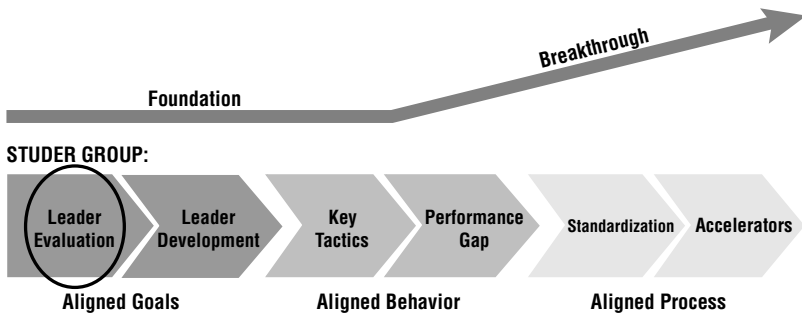 Breakthrough
Foundation
STUDER GROUP:
Leader
Evaluation
Leader
Development
Key
Tactics
Performance
Gap
Standardization
Accelerators
Aligned Goals
Aligned Behavior
Aligned Process